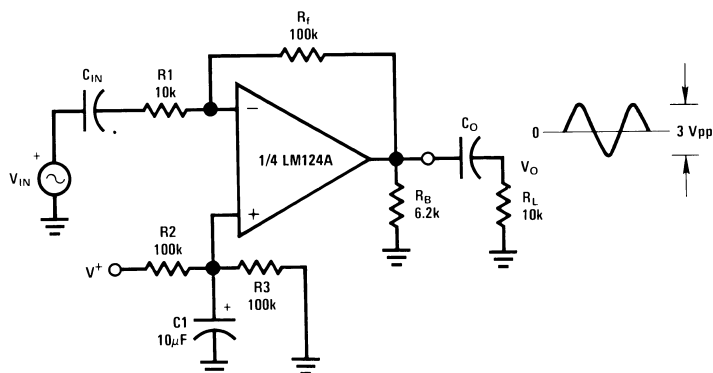 Rf
100k
CIN
R1
10k
+
VIN
−
1/4 LM124A
+
CO
0
3 Vpp
VO
RB
6.2k
RL
10k
R2
100k
V+
R3
100k
C1
10µF
+